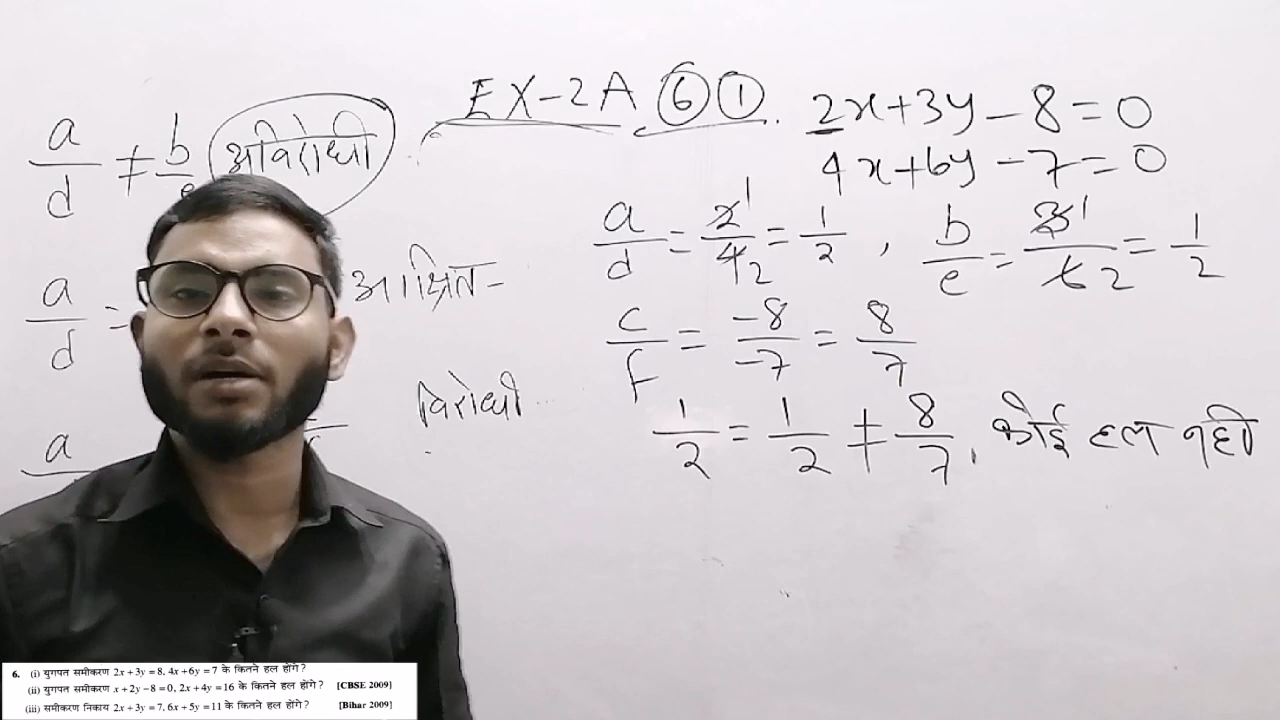 EX-2A 6 1
a/d ≠ b/e अविरोधी
a/d = आश्रित-
a विरोधी
2x+3y-8=0
4x+6y-7=0
a/d = 2/4 = 1/2 , b/e = 3/6 = 1/2
c/f = -8/-7 = 8/7
1/2 = 1/2 ≠ 8/7, कोई हल नही
6. (i) युगपत समीकरण 2x + 3y = 8, 4x + 6y = 7 के कितने हल होंगे?
(ii) युगपत समीकरण x + 2y – 8 = 0, 2x + 4y = 16 के कितने हल होंगे? [CBSE 2009]
(iii) समीकरण निकाय 2x + 3y = 7, 6x + 5y = 11 के कितने हल होंगे? [Bihar 2009]